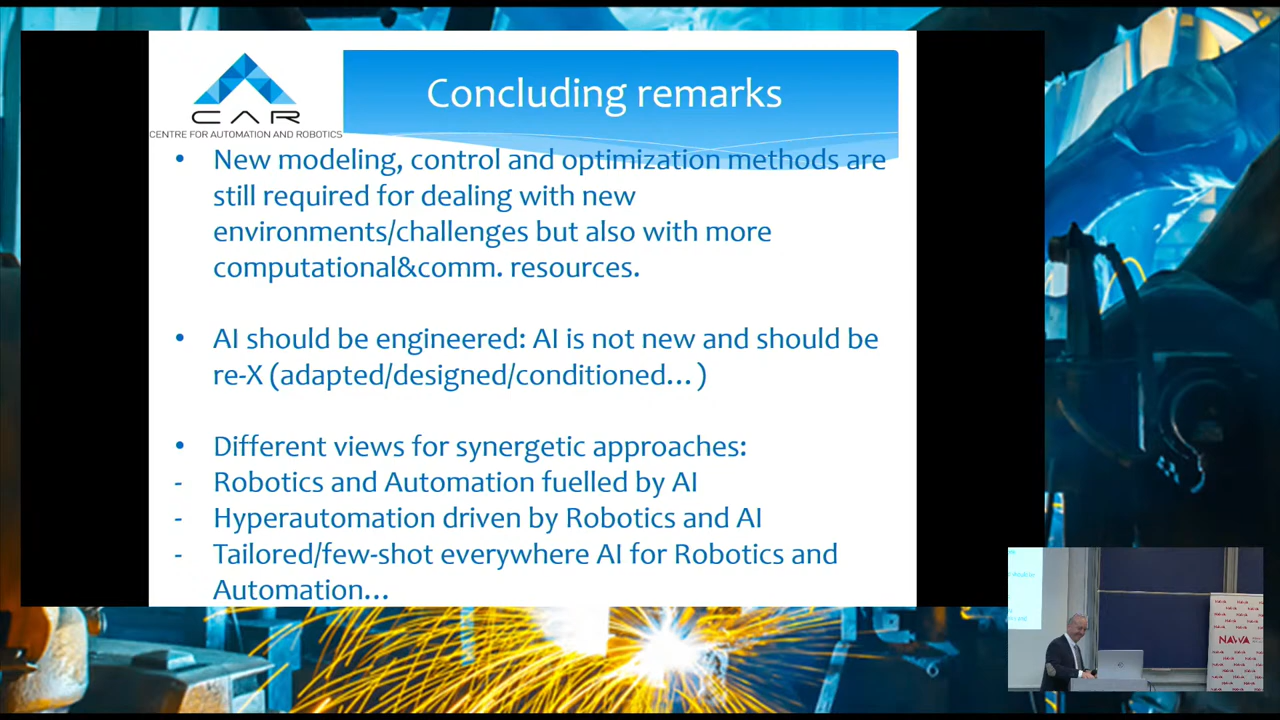 Concluding remarks
CAR
CENTRE FOR AUTOMATION AND ROBOTICS
• New modeling, control and optimization methods are
still required for dealing with new
environments/challenges but also with more
computational&comm. resources.
• AI should be engineered: AI is not new and should be
re-X (adapted/designed/conditioned… )
• Different views for synergetic approaches:
- Robotics and Automation fuelled by AI
- Hyperautomation driven by Robotics and AI
- Tailored/few-shot everywhere AI for Robotics and
Automation…
NAWA